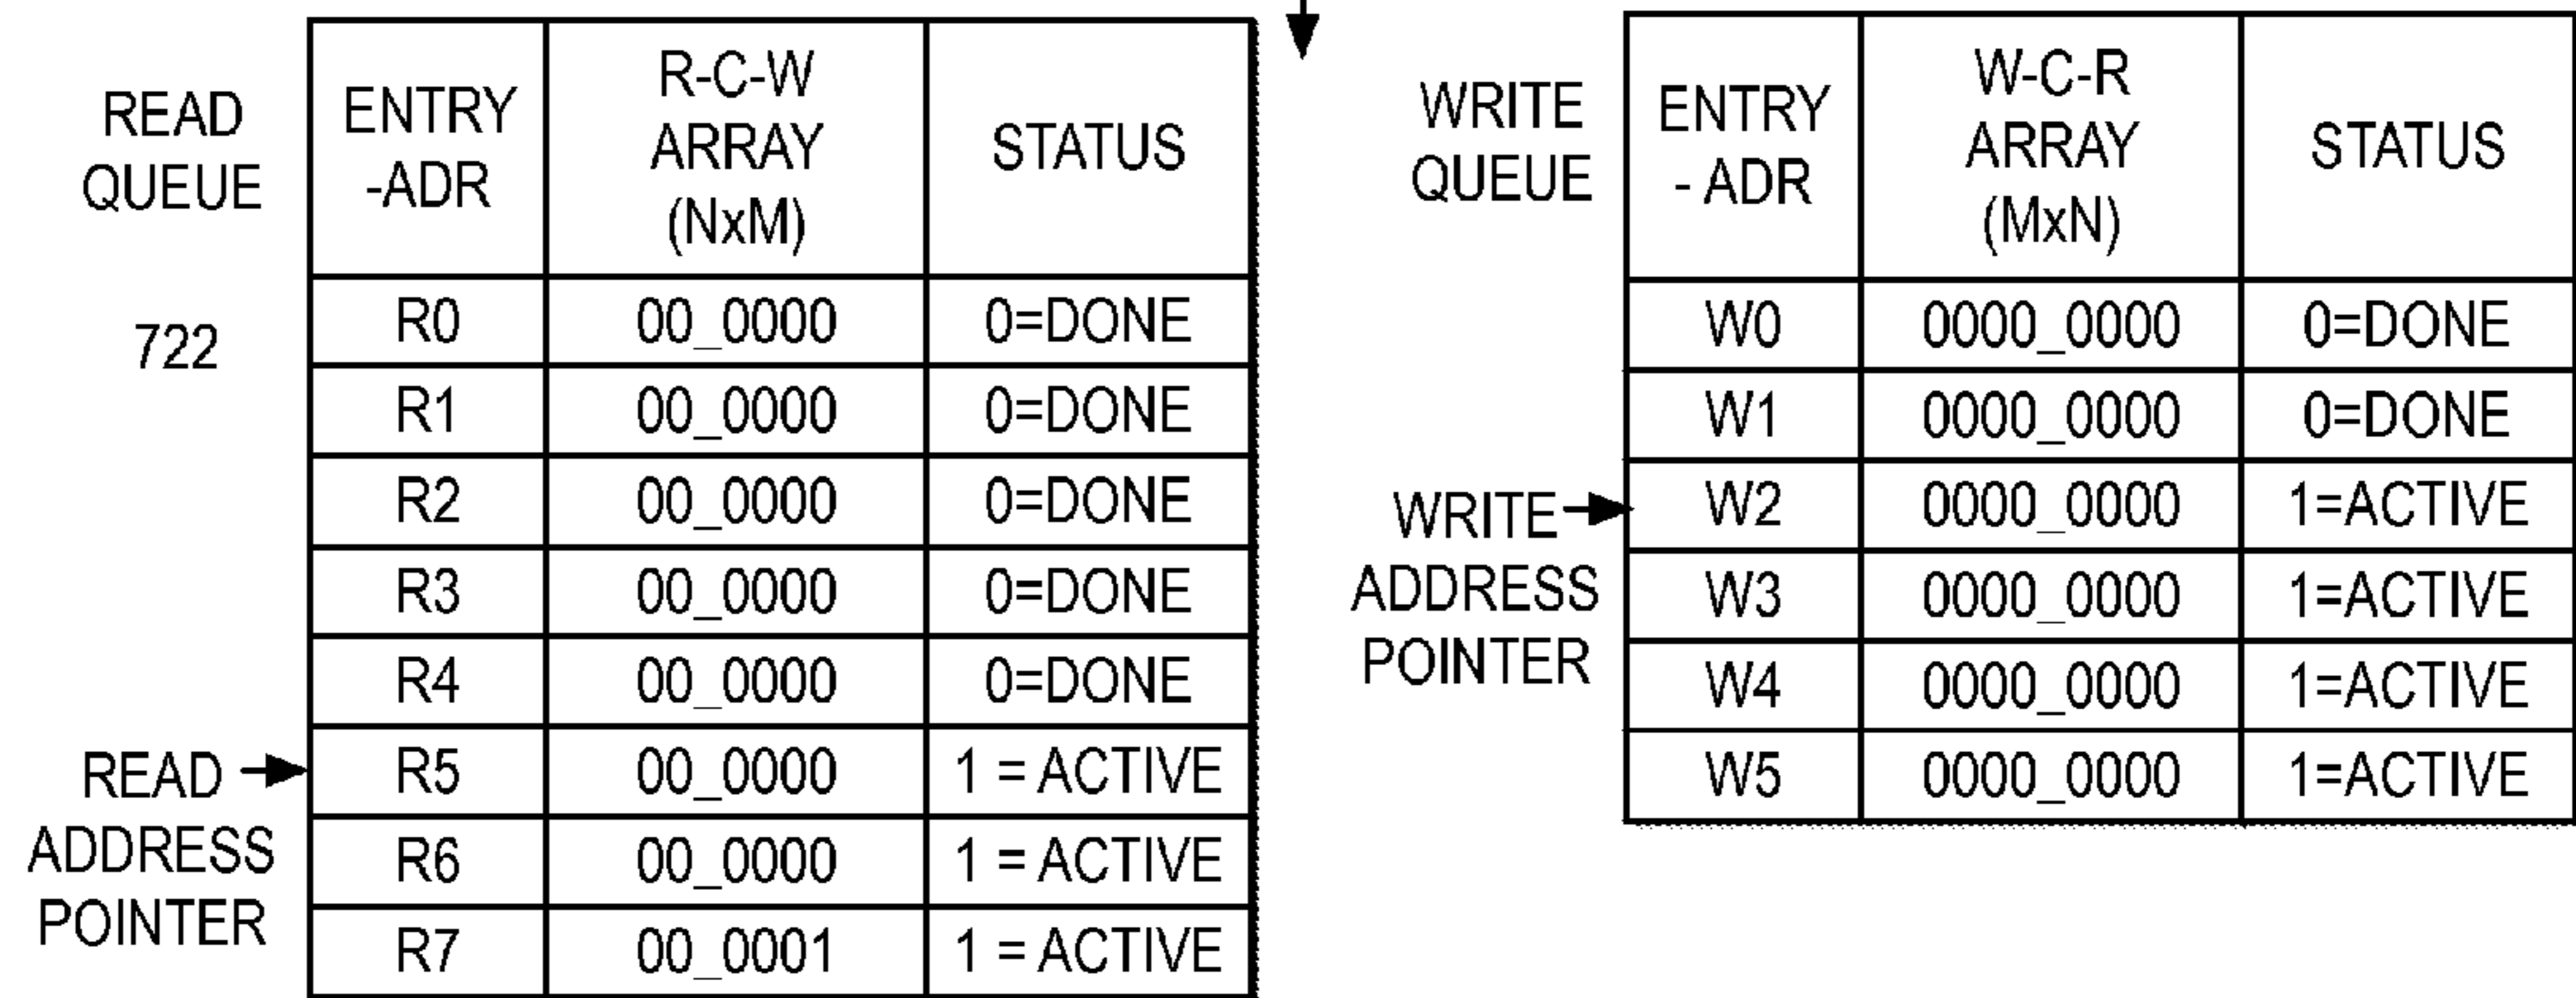 READ
QUEUE
722
ENTRY
-ADR
R-C-W
ARRAY
(NxM)
STATUS
R0 00_0000 0=DONE
R1 00_0000 0=DONE
R2 00_0000 0=DONE
R3 00_0000 0=DONE
R4 00_0000 0=DONE
READ
ADDRESS
POINTER
R5 00_0000 1 = ACTIVE
R6 00_0000 1 = ACTIVE
R7 00_0001 1 = ACTIVE
WRITE
QUEUE
ENTRY
- ADR
W-C-R
ARRAY
(MxN)
STATUS
W0 0000_0000 0=DONE
W1 0000_0000 0=DONE
WRITE
ADDRESS
POINTER
W2 0000_0000 1=ACTIVE
W3 0000_0000 1=ACTIVE
W4 0000_0000 1=ACTIVE
W5 0000_0000 1=ACTIVE